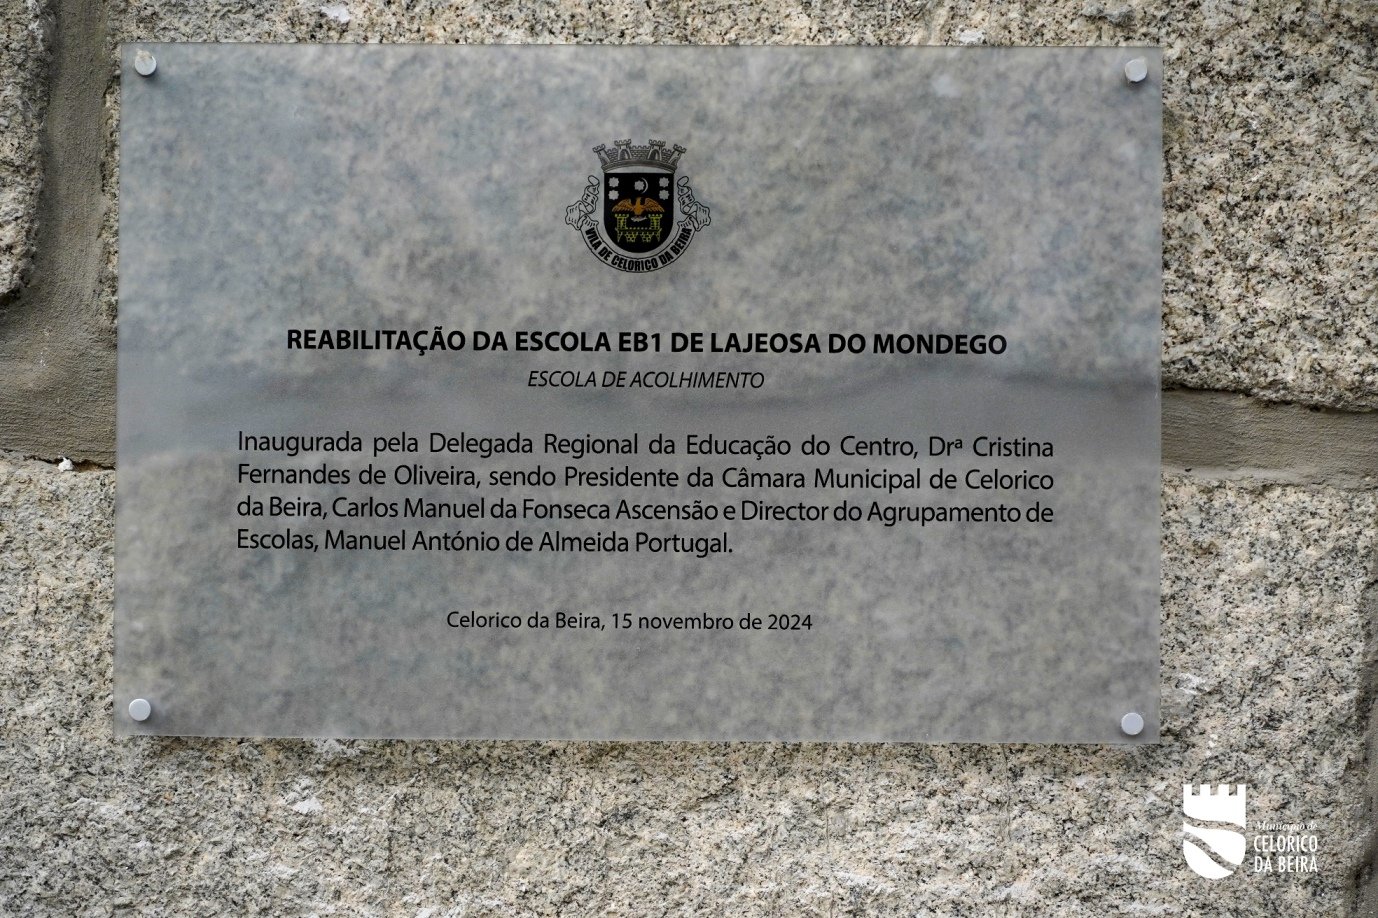 VILA DE CELORICO DA BEIRA
REABILITAÇÃO DA ESCOLA EB1 DE LAJEOSA DO MONDEGO
ESCOLA DE ACOLHIMENTO
Inaugurada pela Delegada Regional da Educação do Centro, Drª Cristina
Fernandes de Oliveira, sendo Presidente da Câmara Municipal de Celorico
da Beira, Carlos Manuel da Fonseca Ascensão e Director do Agrupamento de
Escolas, Manuel António de Almeida Portugal.
Celorico da Beira, 15 novembro de 2024
Município de
CELORICO
DA BEIRA